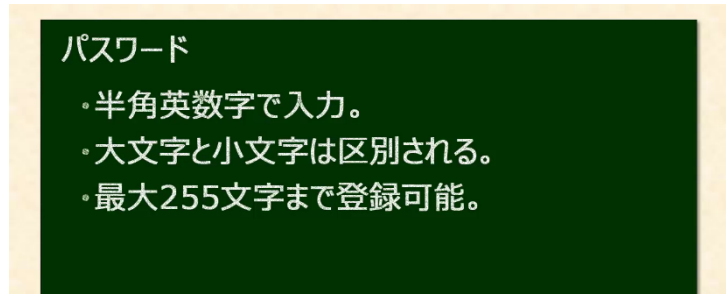 パスワード
・半角英数字で入力。
・大文字と小文字は区別される。
・最大255文字まで登録可能。